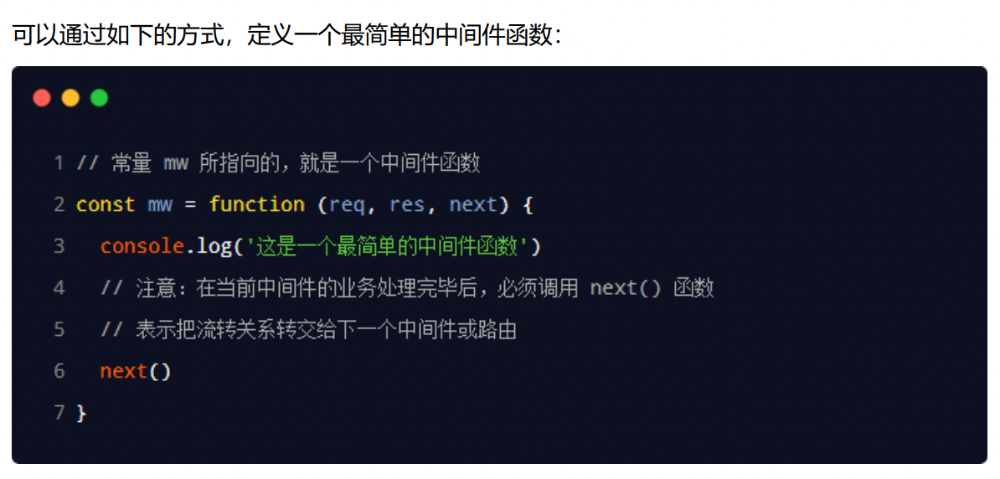 可以通过如下的方式，定义一个最简单的中间件函数：
1 // 常量 mw 所指向的，就是一个中间件函数
2 const mw = function (req, res, next) {
3   console.log('这是一个最简单的中间件函数')
4   // 注意：在当前中间件的业务处理完毕后，必须调用 next() 函数
5   // 表示把流转关系转交给下一个中间件或路由
6   next()
7 }